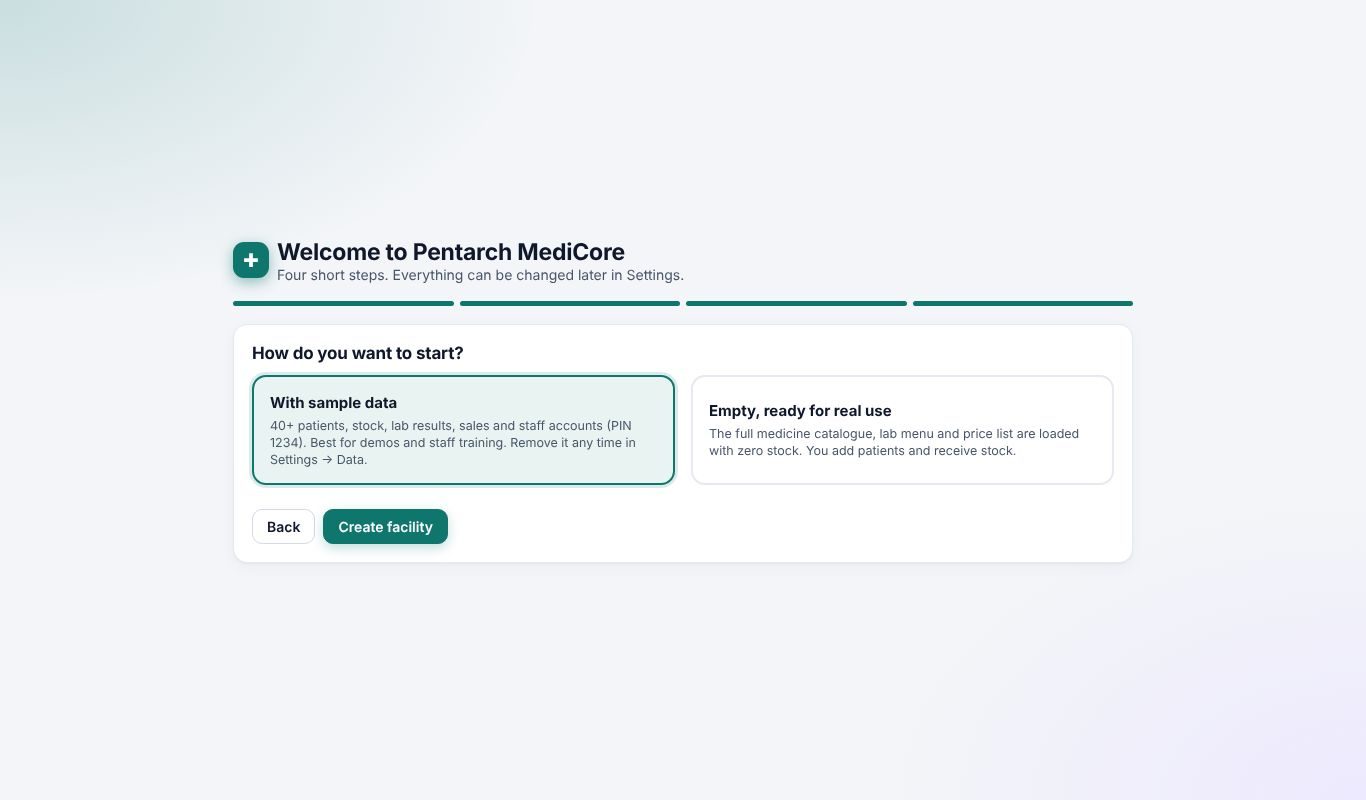 Welcome to Pentarch MediCore
Four short steps. Everything can be changed later in Settings.
How do you want to start?
With sample data
40+ patients, stock, lab results, sales and staff accounts (PIN
1234). Best for demos and staff training. Remove it any time in
Settings → Data.
Empty, ready for real use
The full medicine catalogue, lab menu and price list are loaded
with zero stock. You add patients and receive stock.
Back
Create facility